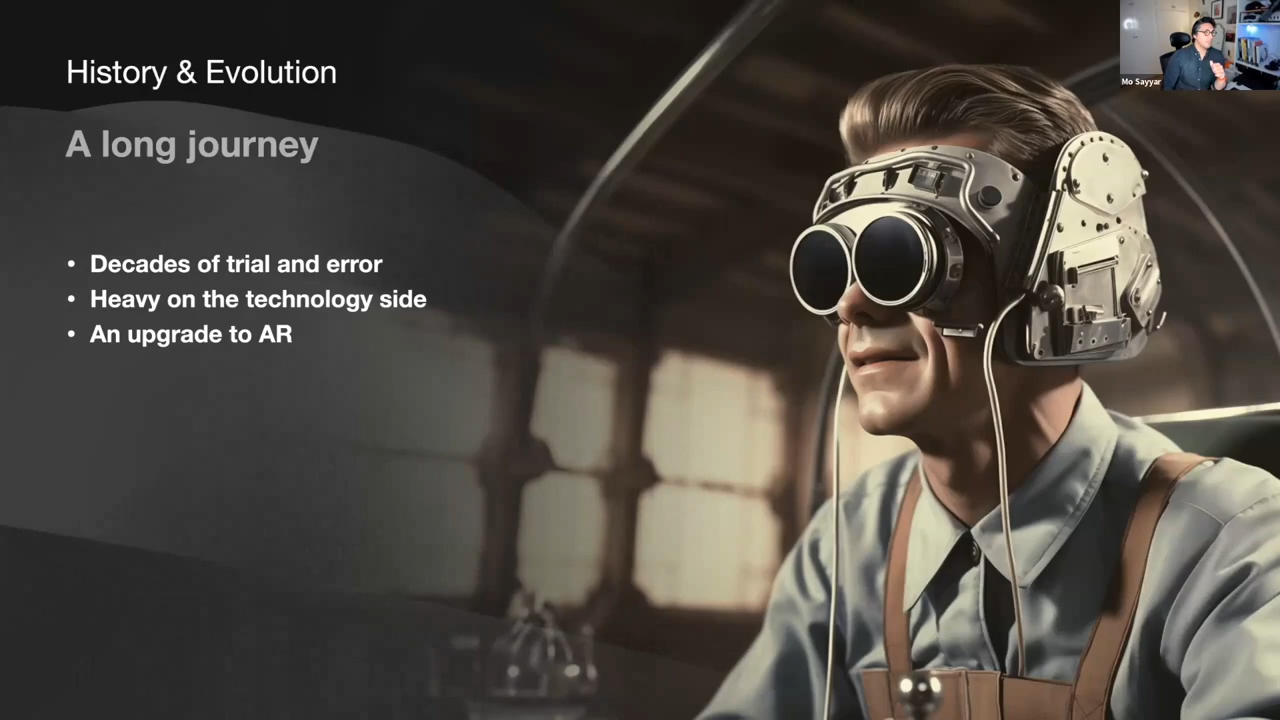 History & Evolution
A long journey
• Decades of trial and error
• Heavy on the technology side
• An upgrade to AR
Mo Sayyar